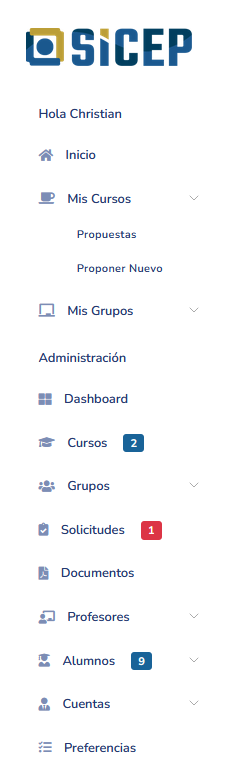 SiCEP
Hola Christian
Inicio
Mis Cursos
Propuestas
Proponer Nuevo
Mis Grupos
Administración
Dashboard
Cursos 2
Grupos
Solicitudes 1
Documentos
Profesores
Alumnos 9
Cuentas
Preferencias